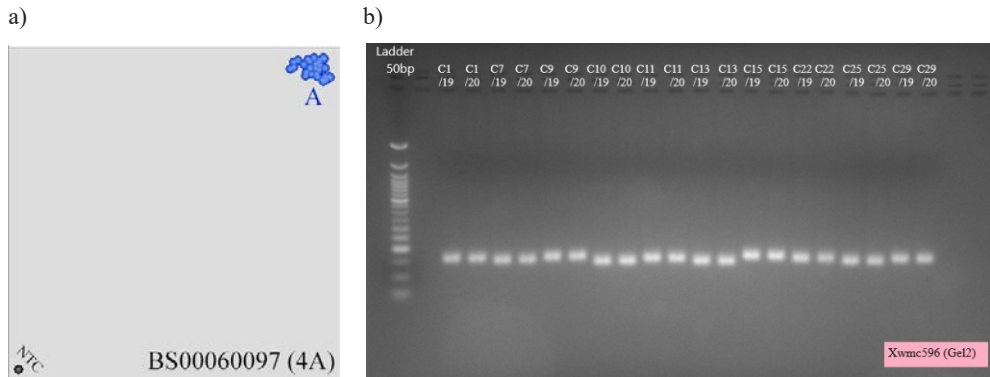 a)
b)
A
NTC
BS00060097 (4A)
Ladder
50bp
C1 C1 C7 C7 C9 C9 C10 C10 C11 C11 C13 C13 C15 C15 C22 C22 C25 C25 C29 C29
/19 /20 /19 /20 /19 /20 /19 /20 /19 /20 /19 /20 /19 /20 /19 /20 /19 /20 /19 /20
Xwmc596 (Gel2)